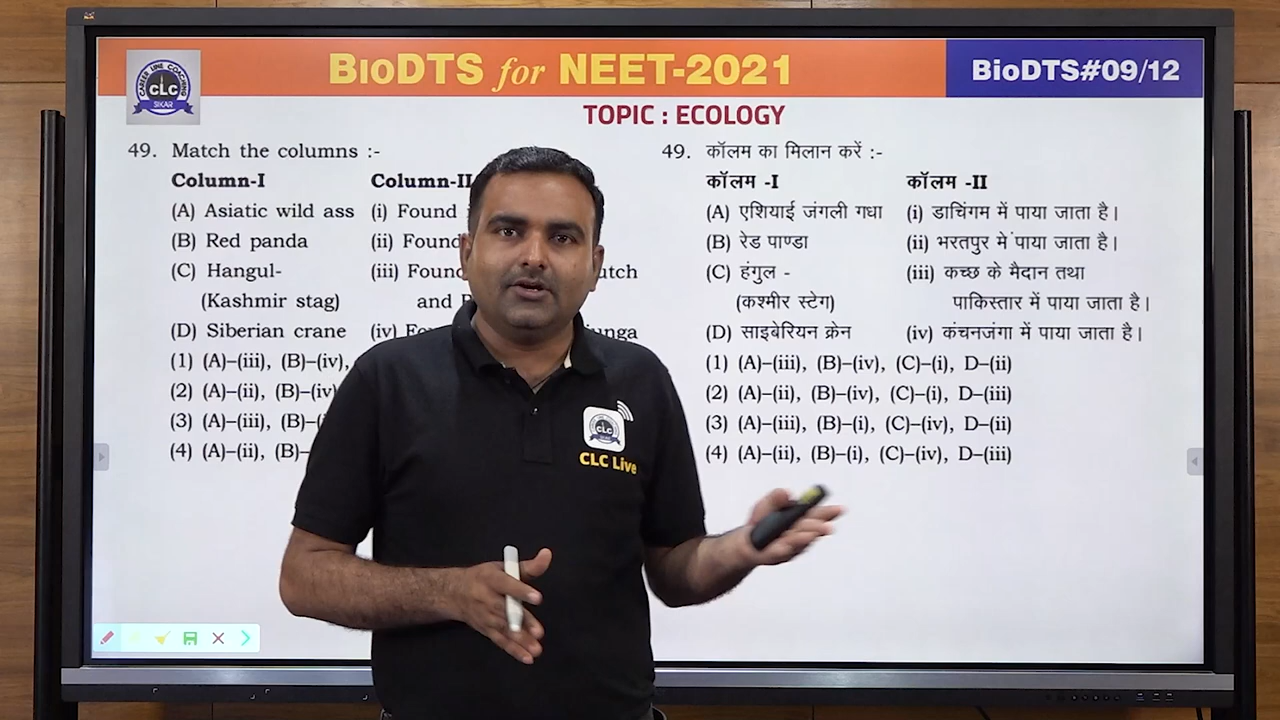 CAREER LINE COACHING
CLC
SIKAR
BIODTS for NEET-2021
BIODTS#09/12
TOPIC : ECOLOGY
49. Match the columns :-
Column-I Column-II
(A) Asiatic wild ass (i) Found
(B) Red panda (ii) Found
(C) Hangul- (iii) Found
(Kashmir stag) and
(D) Siberian crane (iv)
(1) (A)–(iii), (B)–(iv),
(2) (A)–(ii), (B)–(iv)
(3) (A)–(iii), (B)–
(4) (A)–(ii), (B)–
49. कॉलम का मिलान करें :-
कॉलम -I कॉलम -II
(A) एशियाई जंगली गधा (i) डाचिंगम में पाया जाता है।
(B) रेड पाण्डा (ii) भरतपुर में पाया जाता है।
(C) हंगुल - (iii) कच्छ के मैदान तथा
(कश्मीर स्टेग) पाकिस्तार में पाया जाता है।
(D) साइबेरियन क्रेन (iv) कंचनजंगा में पाया जाता है।
(1) (A)–(iii), (B)–(iv), (C)–(i), D–(ii)
(2) (A)–(ii), (B)–(iv), (C)–(i), D–(iii)
(3) (A)–(iii), (B)–(i), (C)–(iv), D–(ii)
(4) (A)–(ii), (B)–(i), (C)–(iv), D–(iii)
CLC
CLC Live